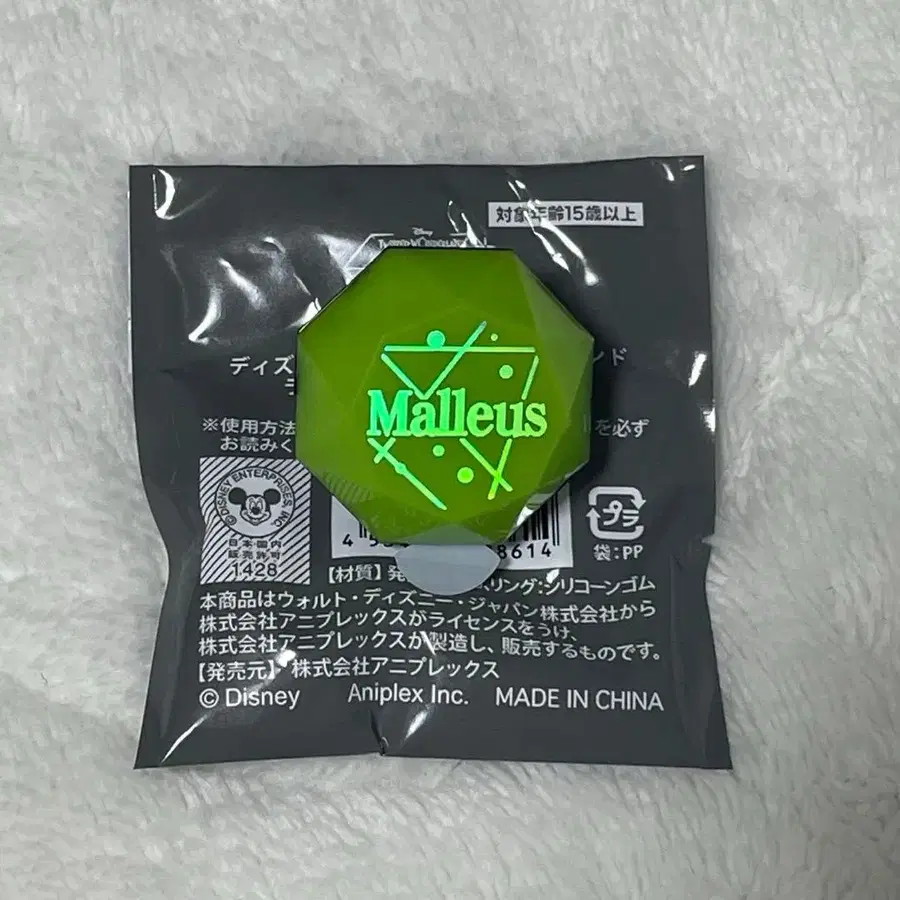 対象年齢15歳以上
Disney
ディズ
ンド
Malleus
※使用方法
を必ず
お読みく
© DISNEY ENTERPRISES, INC
日本国内
販売許可
1428
4
8614
プラ
袋:PP
【材質】発
リング:シリコーンゴム
本商品はウォルト・ディズニー・ジャパン株式会社から
株式会社アニプレックスがライセンスをうけ、
株式会社アニプレックスが製造し、販売するものです。
【発売元】 株式会社アニプレックス
© Disney Aniplex Inc. MADE IN CHINA